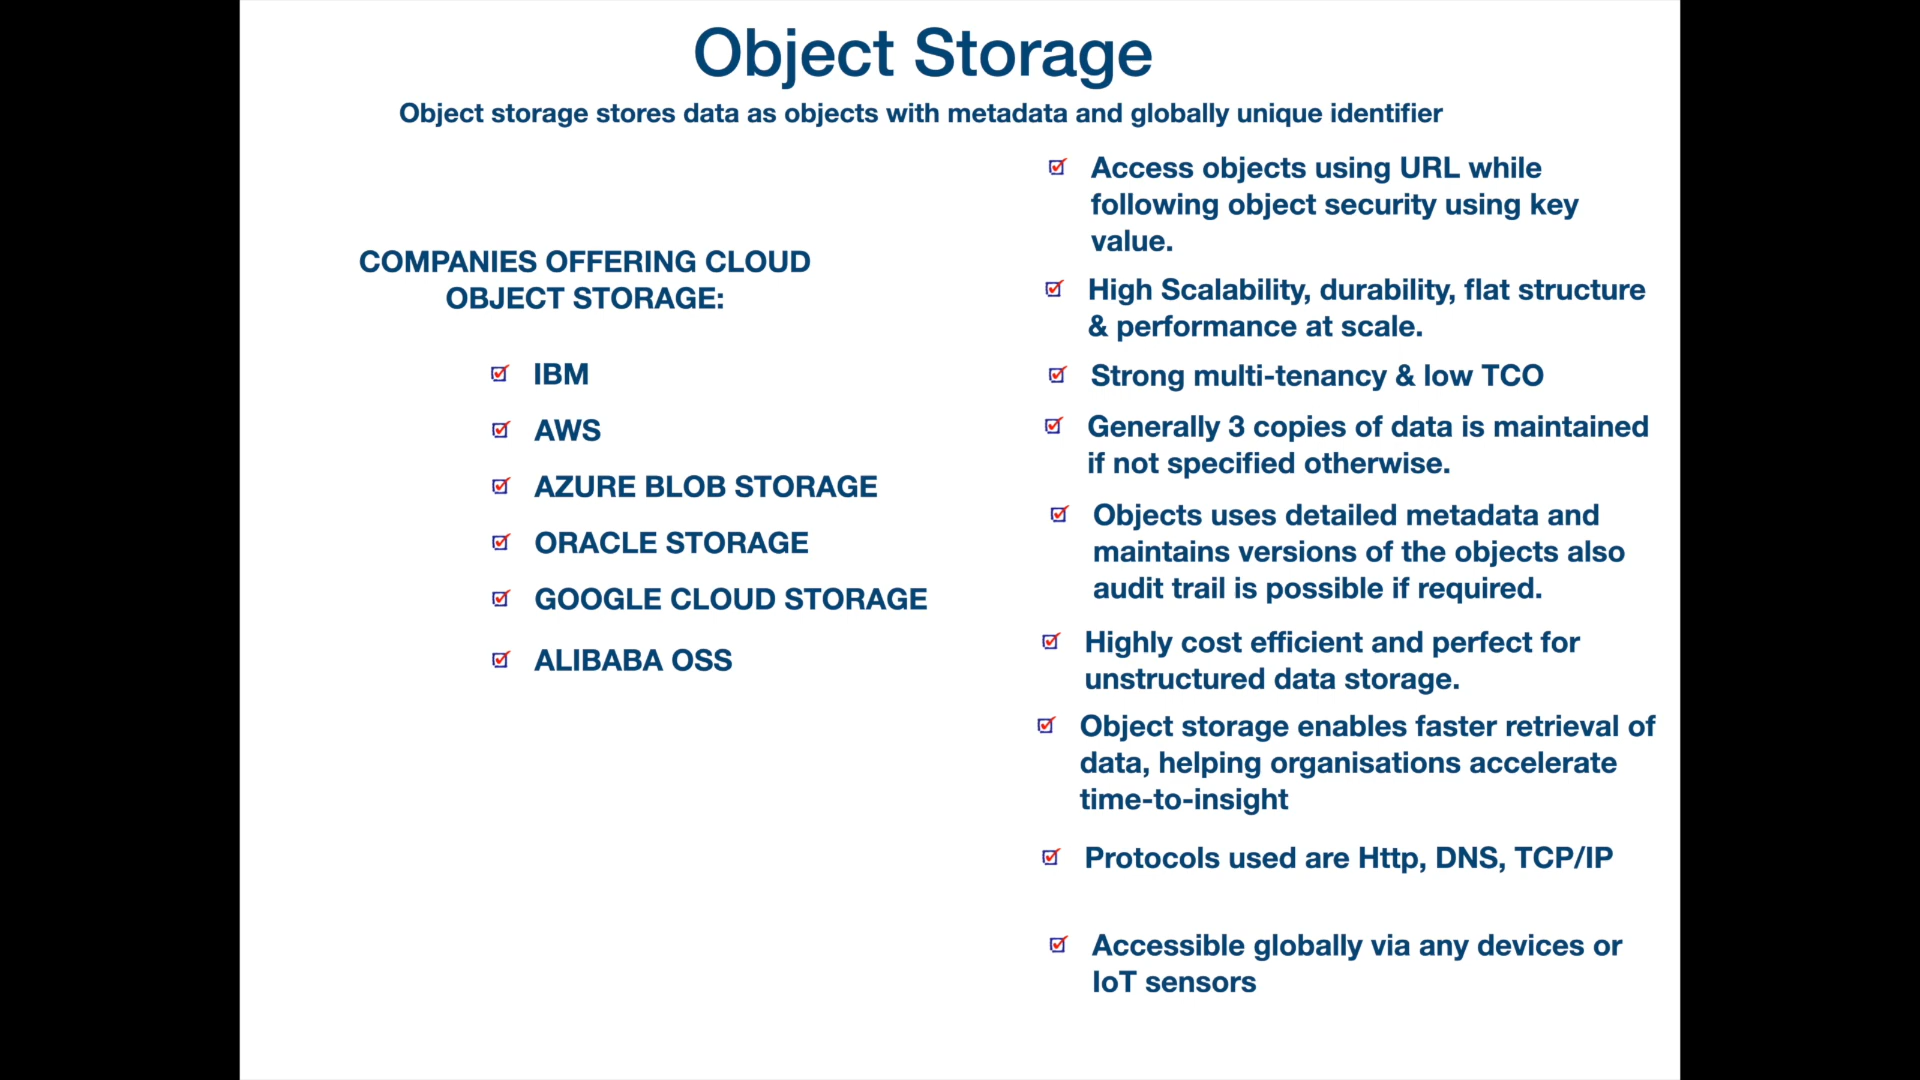 Object Storage
Object storage stores data as objects with metadata and globally unique identifier
COMPANIES OFFERING CLOUD
OBJECT STORAGE:
IBM
AWS
AZURE BLOB STORAGE
ORACLE STORAGE
GOOGLE CLOUD STORAGE
ALIBABA OSS
Access objects using URL while
following object security using key
value.
High Scalability, durability, flat structure
& performance at scale.
Strong multi-tenancy & low TCO
Generally 3 copies of data is maintained
if not specified otherwise.
Objects uses detailed metadata and
maintains versions of the objects also
audit trail is possible if required.
Highly cost efficient and perfect for
unstructured data storage.
Object storage enables faster retrieval of
data, helping organisations accelerate
time-to-insight
Protocols used are Http, DNS, TCP/IP
Accessible globally via any devices or
IoT sensors